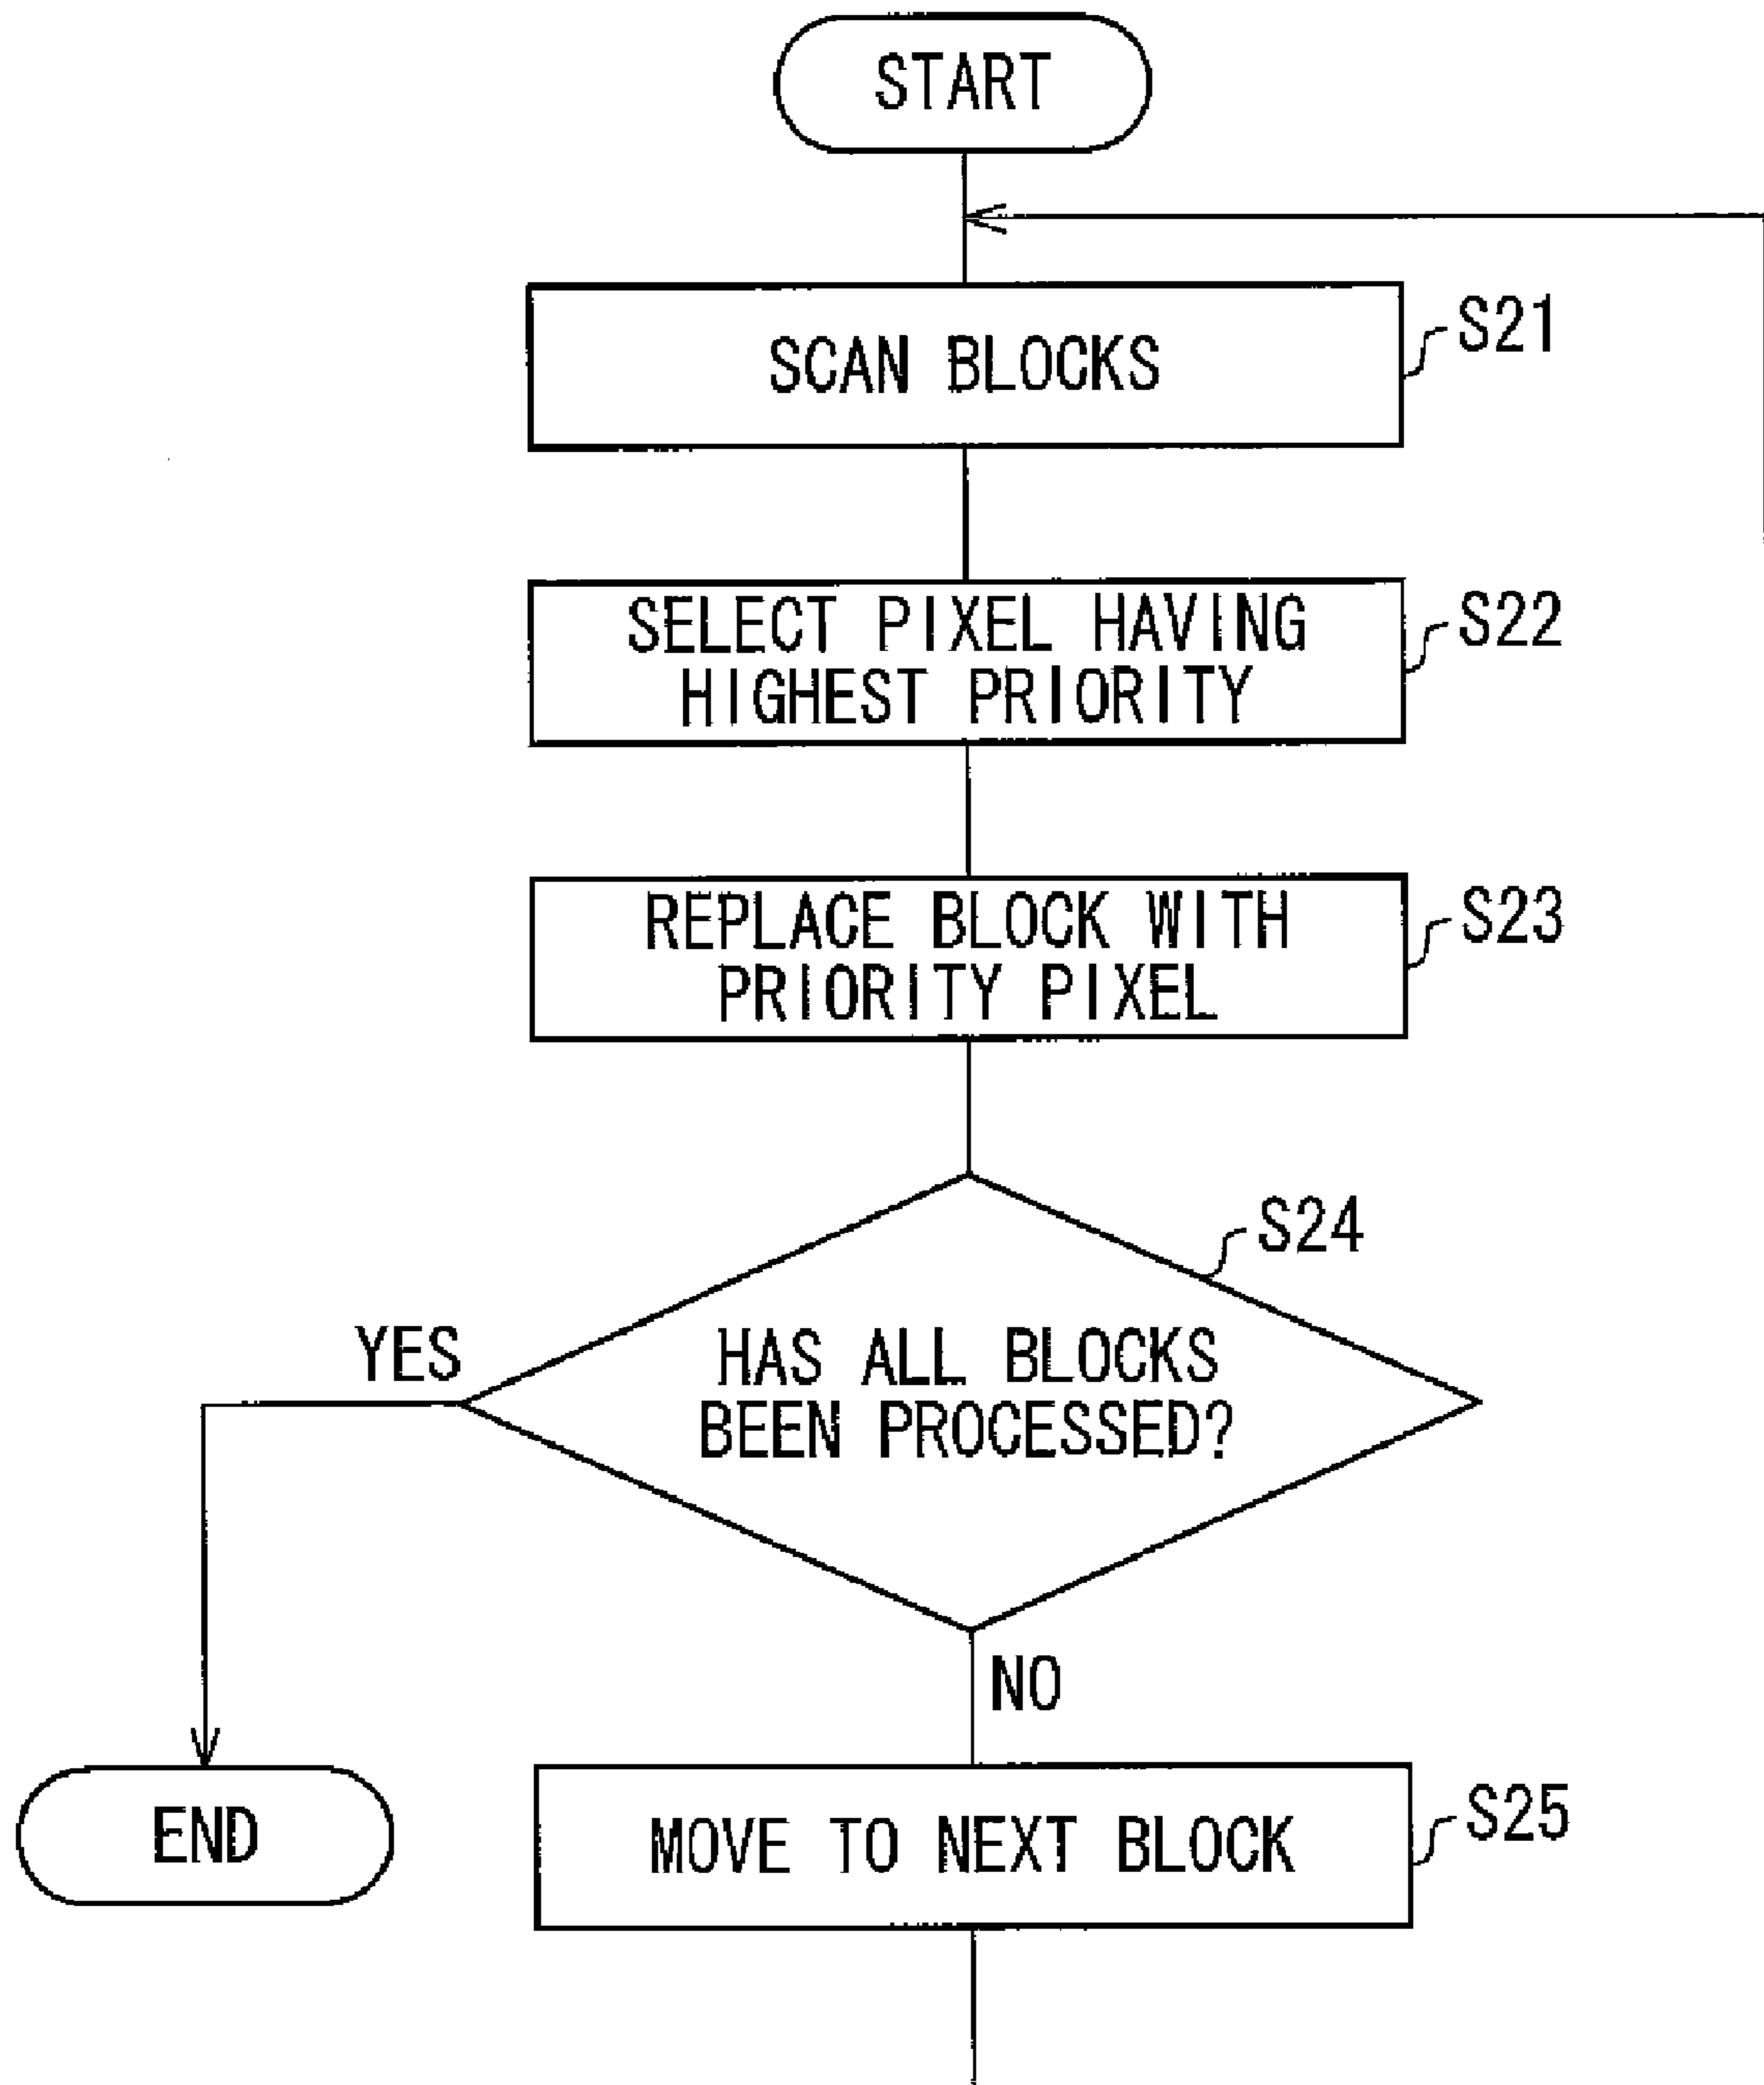 START
SCAN BLOCKS
S21
SELECT PIXEL HAVING
HIGHEST PRIORITY
S22
REPLACE BLOCK WITH
PRIORITY PIXEL
S23
S24
HAS ALL BLOCKS
BEEN PROCESSED?
YES
NO
END
MOVE TO NEXT BLOCK
S25